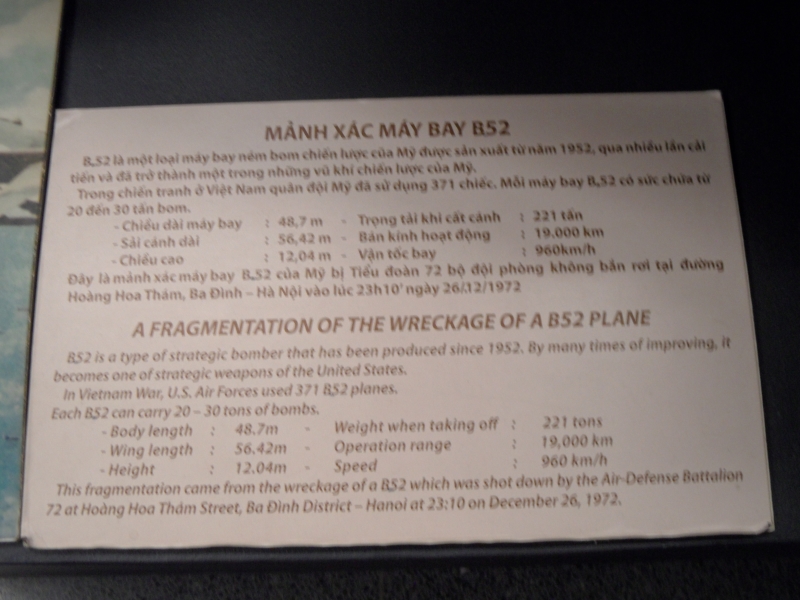 MẢNH XÁC MÁY BAY B52
B.52 là một loại máy bay ném bom chiến lược của Mỹ được sản xuất từ năm 1952, qua nhiều lần cải
tiến và đã trở thành một trong những vũ khí chiến lược của Mỹ.
Trong chiến tranh ở Việt Nam quân đội Mỹ đã sử dụng 371 chiếc. Mỗi máy bay B.52 có sức chứa từ
20 đến 30 tấn bom.
- Chiều dài máy bay : 48,7 m - Trọng tải khi cất cánh : 221 tấn
- Sải cánh dài : 56,42 m - Bán kính hoạt động : 19.000 km
- Chiều cao : 12,04 m - Vận tốc bay : 960km/h
Đây là mảnh xác máy bay B.52 của Mỹ bị Tiểu đoàn 72 bộ đội phòng không bắn rơi tại đường
Hoàng Hoa Thám, Ba Đình – Hà Nội vào lúc 23h10' ngày 26/12/1972
A FRAGMENTATION OF THE WRECKAGE OF A B52 PLANE
B52 is a type of strategic bomber that has been produced since 1952. By many times of improving, it
becomes one of strategic weapons of the United States.
In Vietnam War, U.S. Air Forces used 371 B52 planes.
Each B52 can carry 20 – 30 tons of bombs.
- Body length : 48.7m - Weight when taking off : 221 tons
- Wing length : 56.42m - Operation range : 19,000 km
- Height : 12.04m - Speed : 960 km/h
This fragmentation came from the wreckage of a B52 which was shot down by the Air-Defense Battalion
72 at Hoàng Hoa Thám Street, Ba Đình District – Hanoi at 23:10 on December 26, 1972.